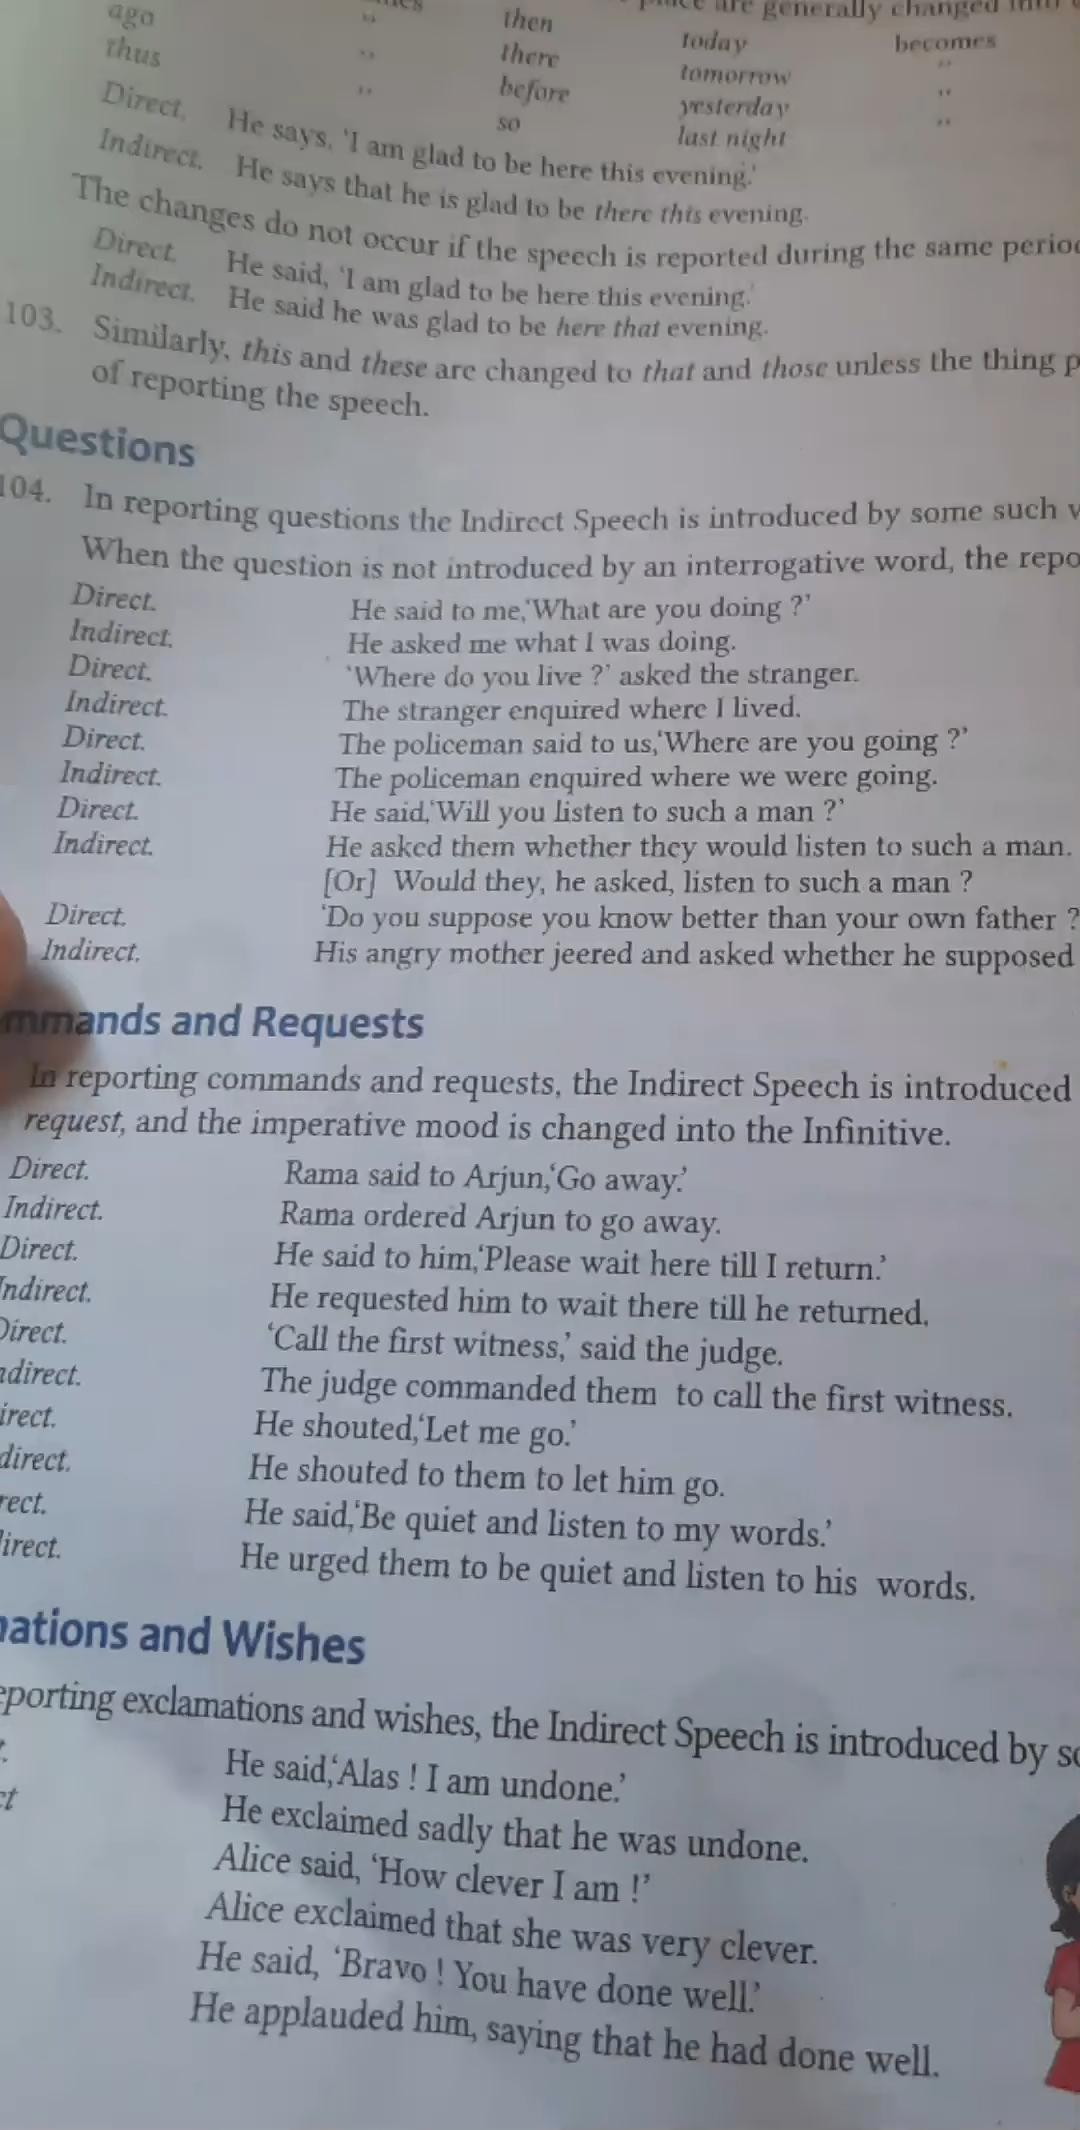 place are generally changed
ago " then today becomes
thus " there tomorrow "
" before yesterday "
so last night "
Direct. He says, 'I am glad to be here this evening.'
Indirect. He says that he is glad to be there this evening.
The changes do not occur if the speech is reported during the same
Direct. He said, 'I am glad to be here this evening.'
Indirect. He said he was glad to be here that evening.
103. Similarly, this and these are changed to that and those unless the thing
of reporting the speech.
Questions
104. In reporting questions the Indirect Speech is introduced by some such
When the question is not introduced by an interrogative word, the
Direct. He said to me,'What are you doing ?'
Indirect. He asked me what I was doing.
Direct. 'Where do you live ?' asked the stranger.
Indirect. The stranger enquired where I lived.
Direct. The policeman said to us,'Where are you going ?'
Indirect. The policeman enquired where we were going.
Direct. He said,'Will you listen to such a man ?'
Indirect. He asked them whether they would listen to such a man.
[Or] Would they, he asked, listen to such a man ?
Direct. 'Do you suppose you know better than your own father ?
Indirect. His angry mother jeered and asked whether he supposed
mmands and Requests
In reporting commands and requests, the Indirect Speech is introduced
request, and the imperative mood is changed into the Infinitive.
Direct. Rama said to Arjun,'Go away.'
Indirect. Rama ordered Arjun to go away.
Direct. He said to him,'Please wait here till I return.'
Indirect. He requested him to wait there till he returned.
Direct. 'Call the first witness,' said the judge.
ndirect. The judge commanded them to call the first witness.
irect. He shouted,'Let me go.'
direct. He shouted to them to let him go.
rect. He said,'Be quiet and listen to my words.'
lirect. He urged them to be quiet and listen to his words.
nations and Wishes
eporting exclamations and wishes, the Indirect Speech is introduced by
t. He said,'Alas ! I am undone.'
ct He exclaimed sadly that he was undone.
Alice said, 'How clever I am !'
Alice exclaimed that she was very clever.
He said, 'Bravo ! You have done well.'
He applauded him, saying that he had done well.